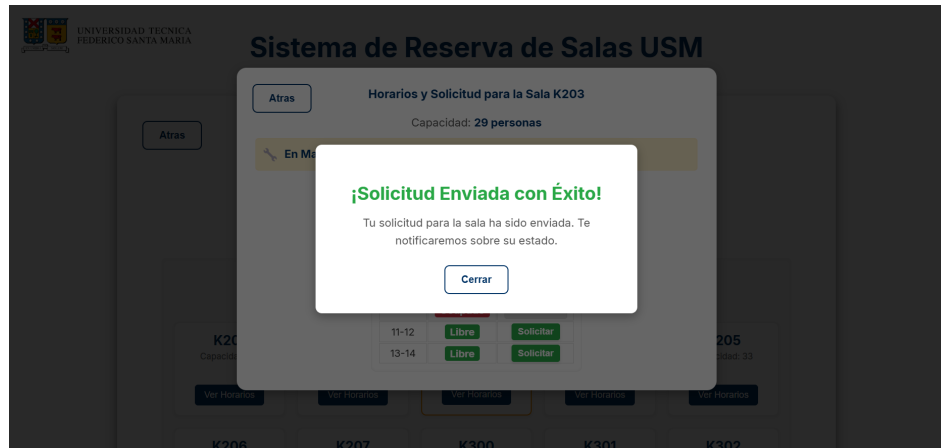 UNIVERSIDAD TECNICA
FEDERICO SANTA MARIA
Sistema de Reserva de Salas USM
Atras
Atras
Horarios y Solicitud para la Sala K203
Capacidad: 29 personas
En Ma
¡Solicitud Enviada con Éxito!
Tu solicitud para la sala ha sido enviada. Te
notificaremos sobre su estado.
Cerrar
11-12 Libre Solicitar
13-14 Libre Solicitar
K20
205
Capacida
cidad: 33
Ver Horarios Ver Horarios Ver Horarios Ver Horarios Ver Horarios
K206 K207 K300 K301 K302